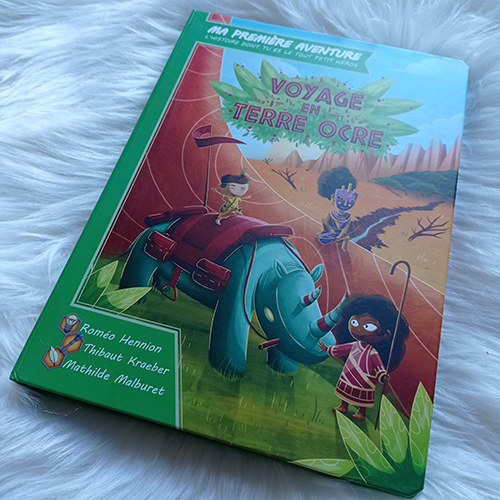 MA PREMIÈRE AVENTURE
L'HISTOIRE DONT TU ES LE TOUT PETIT HÉROS
VOYAGE
EN
TERRE OCRE
Roméo Hennion
Thibaut Kraeber
Mathilde Malburet